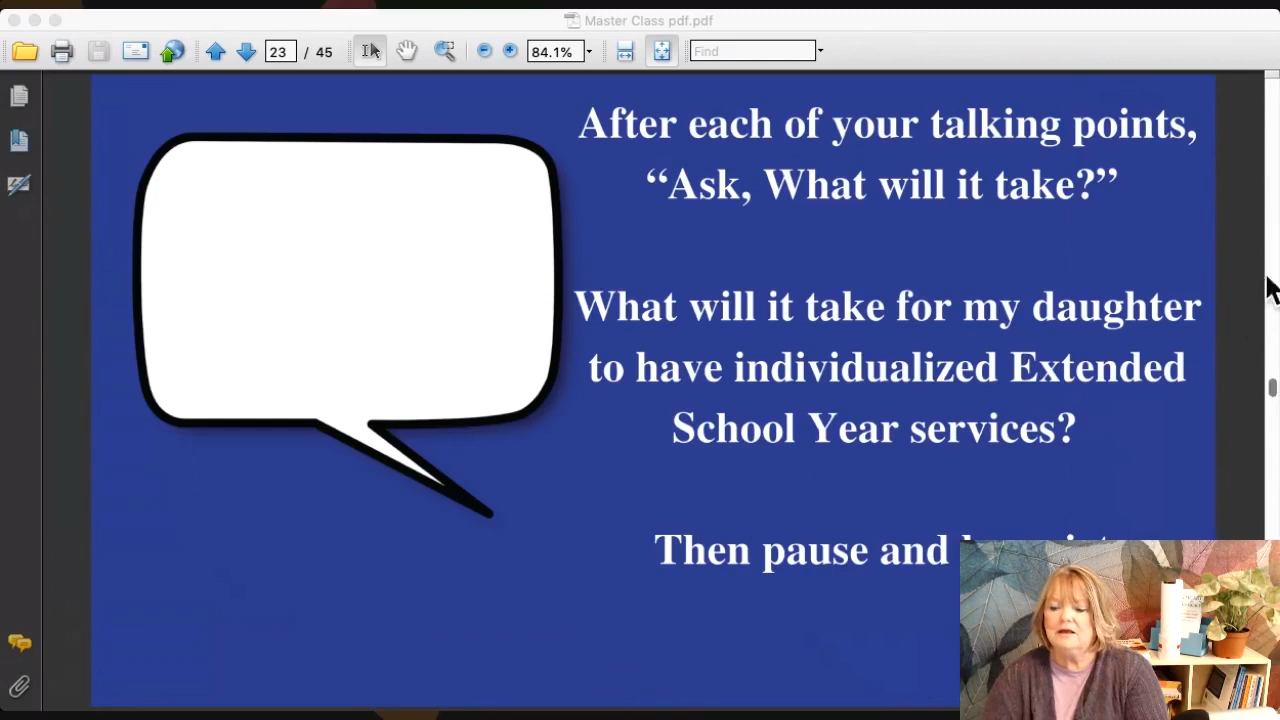 Master Class pdf.pdf
23 / 45
84.1%
Find
After each of your talking points,
“Ask, What will it take?”
What will it take for my daughter
to have individualized Extended
School Year services?
Then pause and